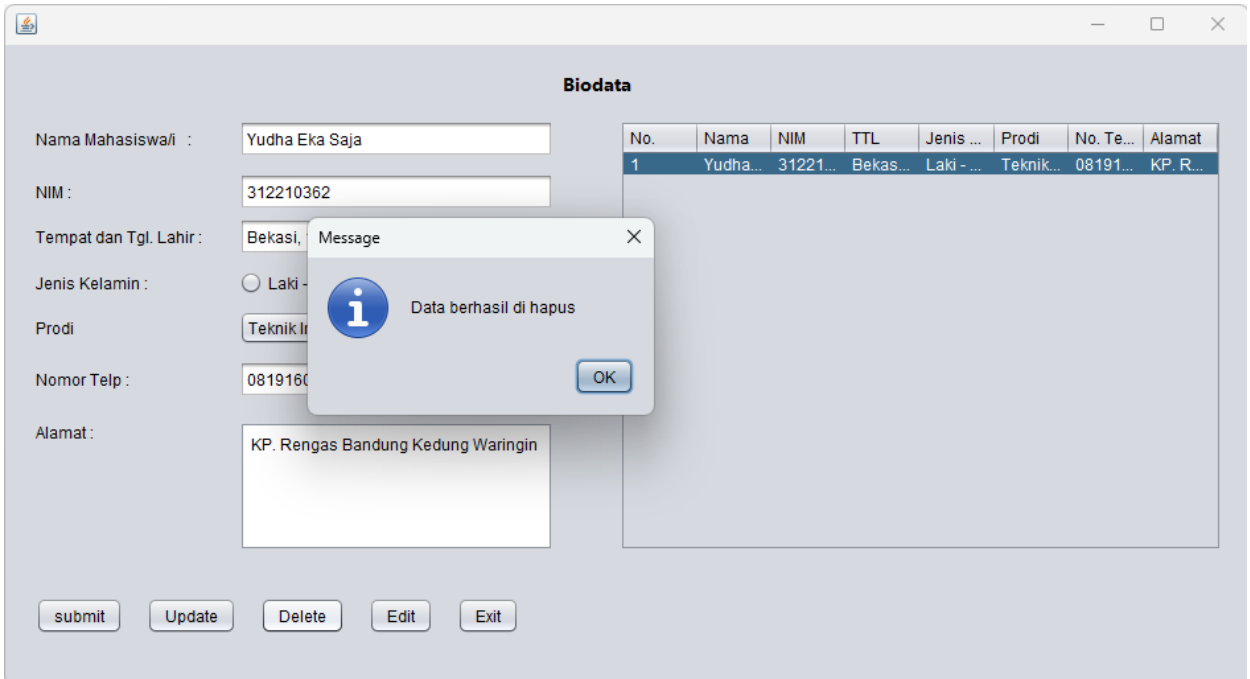 Biodata
Nama Mahasiswa/i : Yudha Eka Saja
NIM : 312210362
Tempat dan Tgl. Lahir : Bekasi,
Jenis Kelamin : Laki -
Prodi Teknik
Nomor Telp : 0819160
Alamat : KP. Rengas Bandung Kedung Waringin
submit Update Delete Edit Exit
No. Nama NIM TTL Jenis ... Prodi No. Te... Alamat
1 Yudha... 31221... Bekas... Laki - ... Teknik... 08191... KP. R...
Message
Data berhasil di hapus
OK